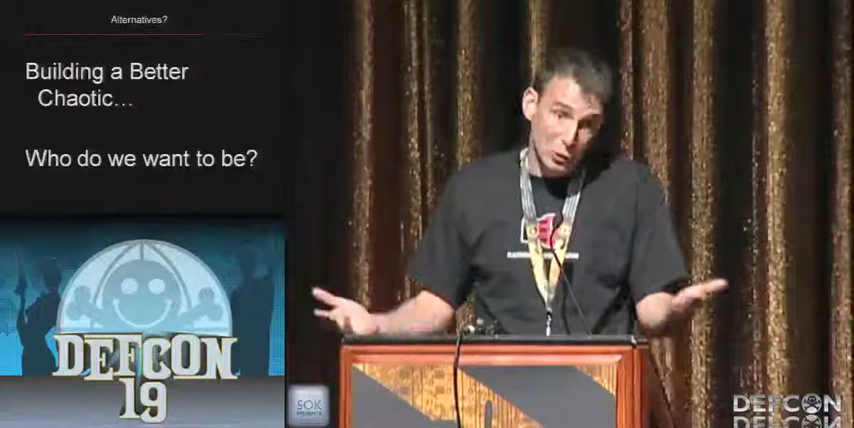 Alternatives?
Building a Better
Chaotic…
Who do we want to be?
DEFCON
19
SOK
DEFCON